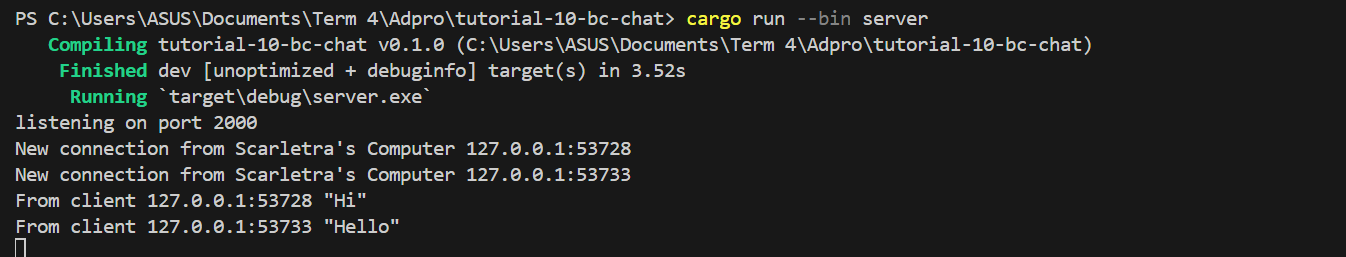 PS C:\Users\ASUS\Documents\Term 4\Adpro\tutorial-10-bc-chat> cargo run --bin server
   Compiling tutorial-10-bc-chat v0.1.0 (C:\Users\ASUS\Documents\Term 4\Adpro\tutorial-10-bc-chat)
    Finished dev [unoptimized + debuginfo] target(s) in 3.52s
     Running `target\debug\server.exe`
listening on port 2000
New connection from Scarletra's Computer 127.0.0.1:53728
New connection from Scarletra's Computer 127.0.0.1:53733
From client 127.0.0.1:53728 "Hi"
From client 127.0.0.1:53733 "Hello"